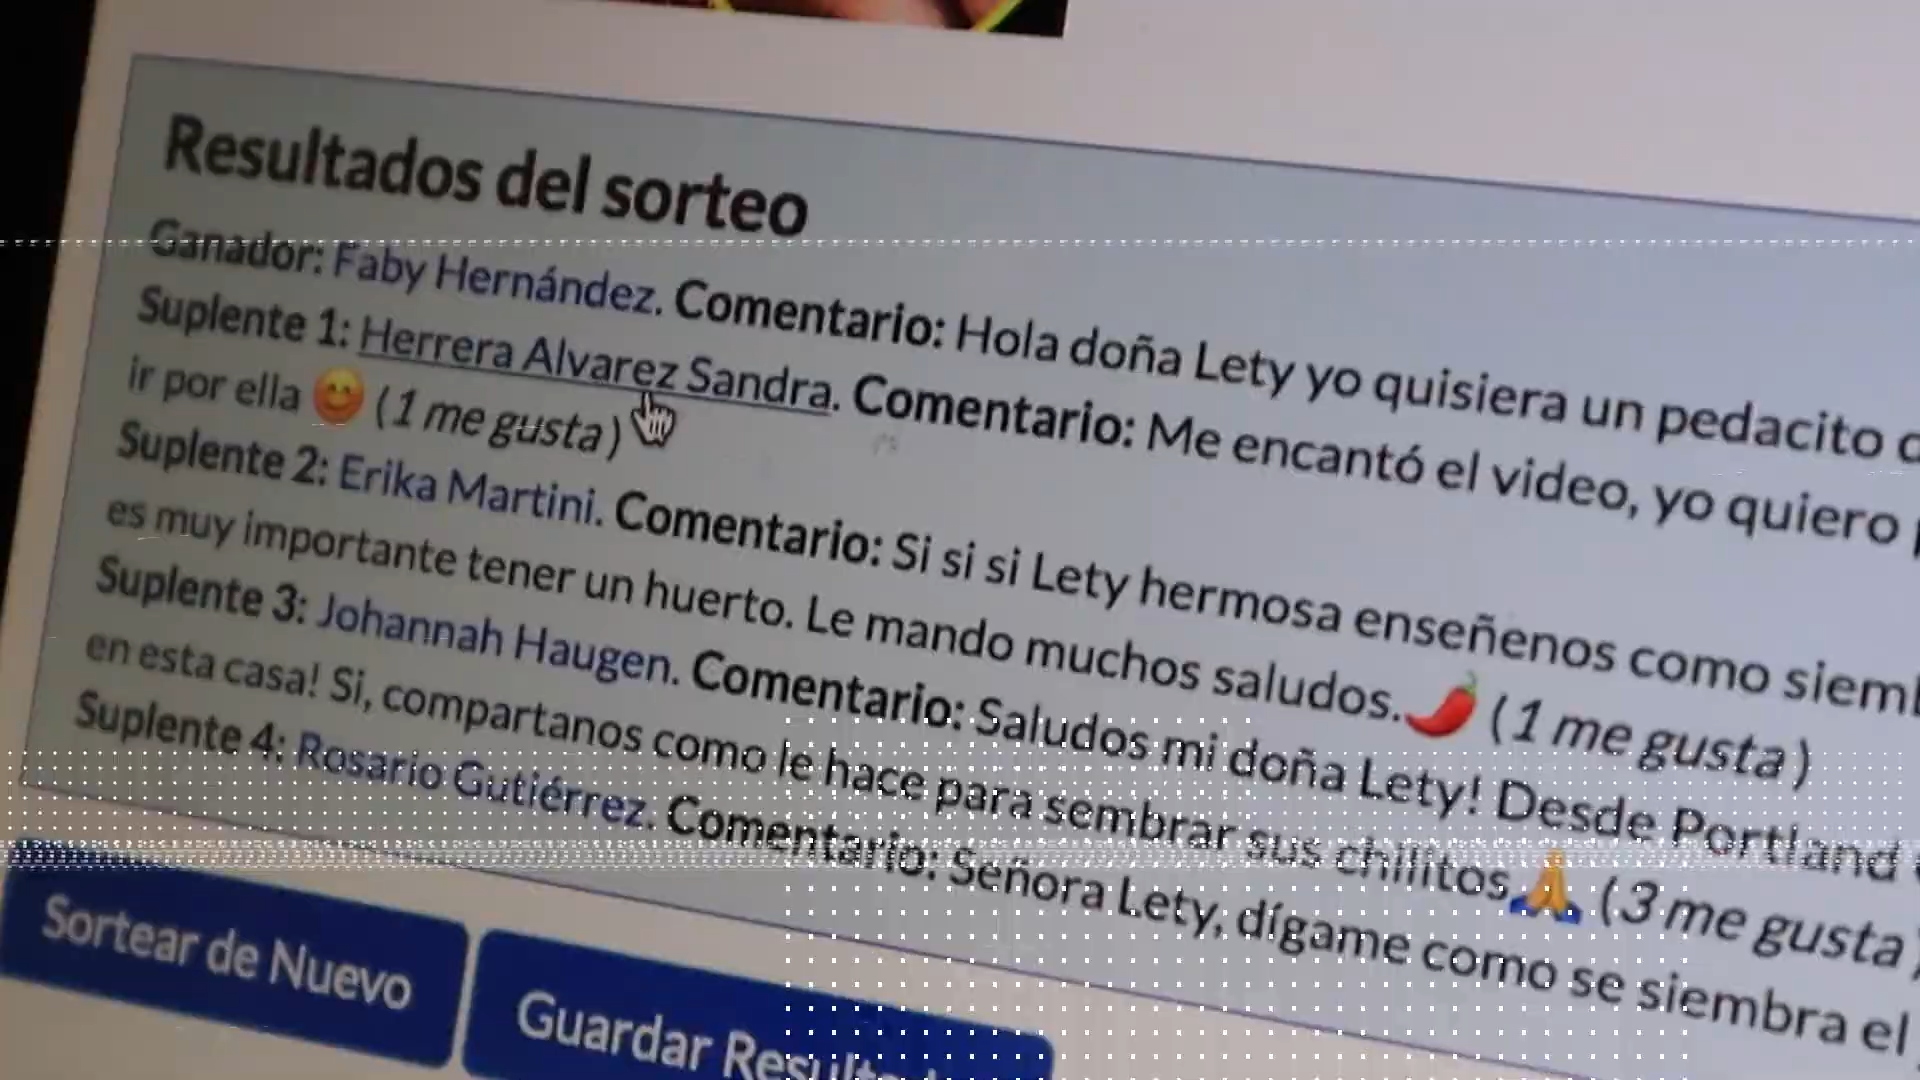 Resultados del sorteo
Ganador: Faby Hernández. Comentario: Hola doña Lety yo quisiera un pedacito
Suplente 1: Herrera Alvarez Sandra. Comentario: Me encantó el video, yo quiero
ir por ella 😊 (1 me gusta)
Suplente 2: Erika Martini. Comentario: Si si si Lety hermosa enseñenos como
es muy importante tener un huerto. Le mando muchos saludos.🌶️ (1 me gusta)
Suplente 3: Johannah Haugen. Comentario: Saludos mi doña Lety! Desde Portland
en esta casa! Si, compartanos como le hace para sembrar sus chilitos🙏 (3 me gusta)
Suplente 4: Rosario Gutiérrez. Comentario: Señora Lety, dígame como se siembra el
Sortear de Nuevo
Guardar